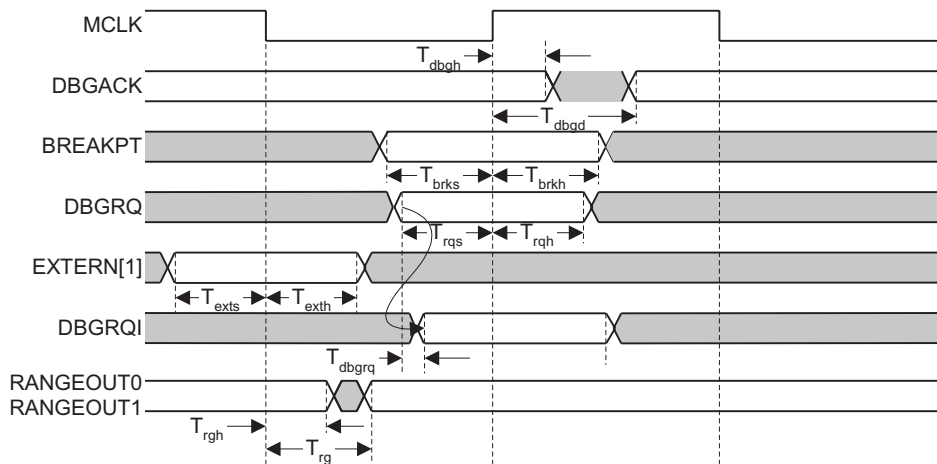 MCLK
T_dbgh
DBGACK
T_dbgd
BREAKPT
T_brks T_brkh
DBGRQ
T_rqs T_rqh
EXTERN[1]
T_exts T_exth
DBGRQI
T_dbgrq
RANGEOUT0
RANGEOUT1
T_rgh
T_rg